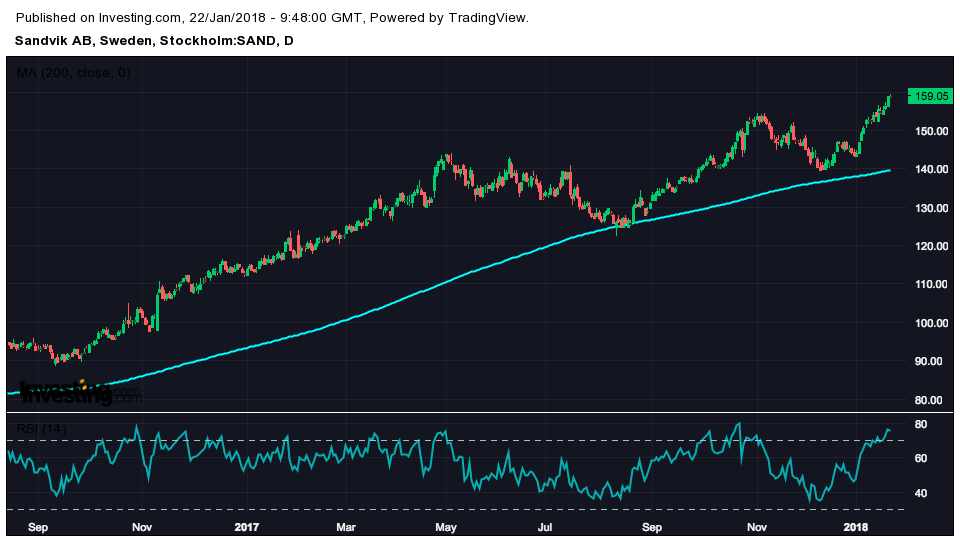 Published on Investing.com, 22/Jan/2018 - 9:48:00 GMT, Powered by TradingView.
Sandvik AB, Sweden, Stockholm:SAND, D
MA (200, close, 0)
159.05
150.00
140.00
130.00
120.00
110.00
100.00
90.00
80.00
Investing.com
RSI (14)
80
60
40
Sep Nov 2017 Mar May Jul Sep Nov 2018